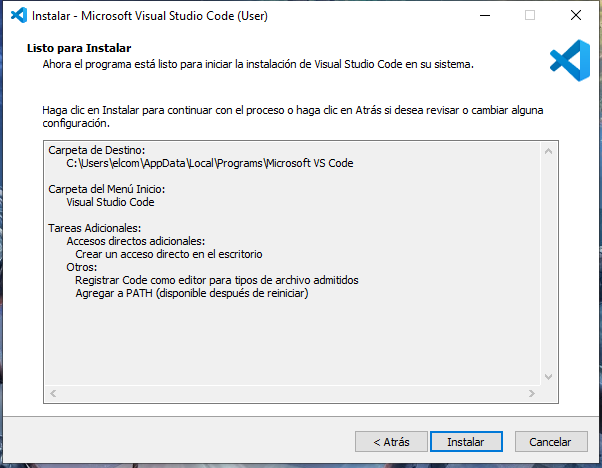 Instalar - Microsoft Visual Studio Code (User)
Listo para Instalar
Ahora el programa está listo para iniciar la instalación de Visual Studio Code en su sistema.
Haga clic en Instalar para continuar con el proceso o haga clic en Atrás si desea revisar o cambiar alguna
configuración.
Carpeta de Destino:
C:\Users\elcom\AppData\Local\Programs\Microsoft VS Code
Carpeta del Menú Inicio:
Visual Studio Code
Tareas Adicionales:
Accesos directos adicionales:
Crear un acceso directo en el escritorio
Otros:
Registrar Code como editor para tipos de archivo admitidos
Agregar a PATH (disponible después de reiniciar)
< Atrás Instalar Cancelar